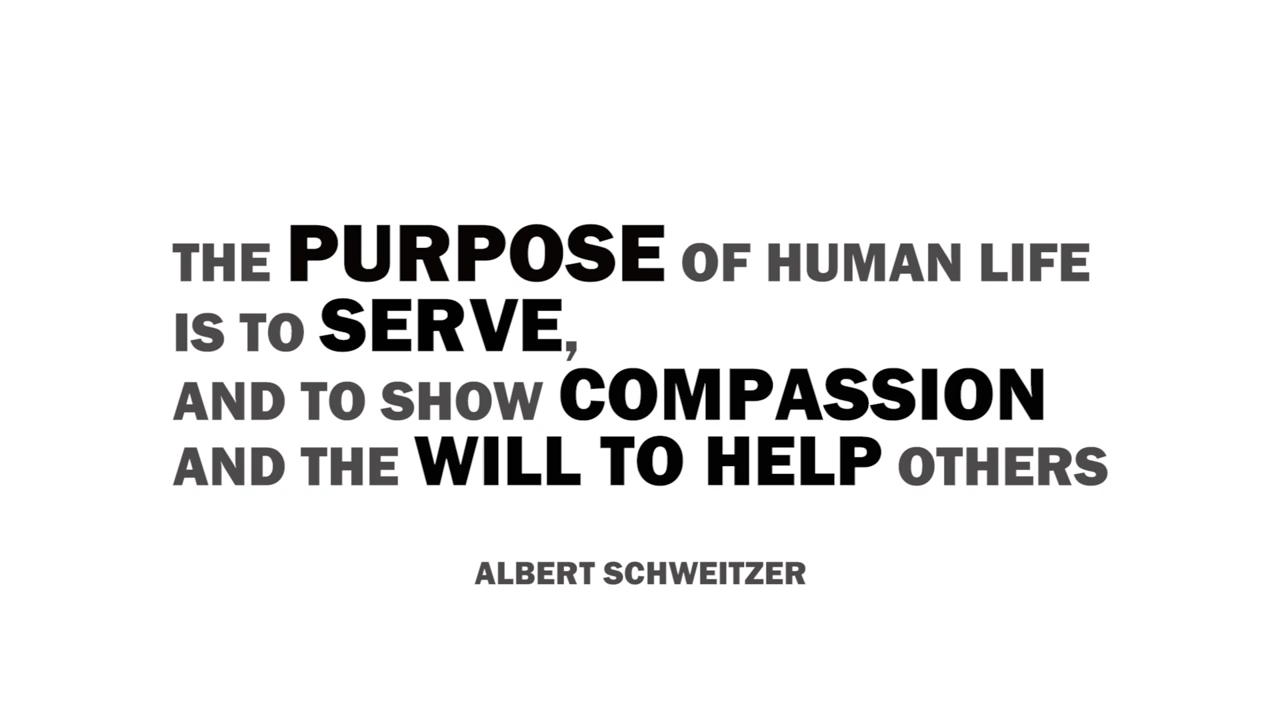 THE PURPOSE OF HUMAN LIFE
IS TO SERVE,
AND TO SHOW COMPASSION
AND THE WILL TO HELP OTHERS
ALBERT SCHWEITZER